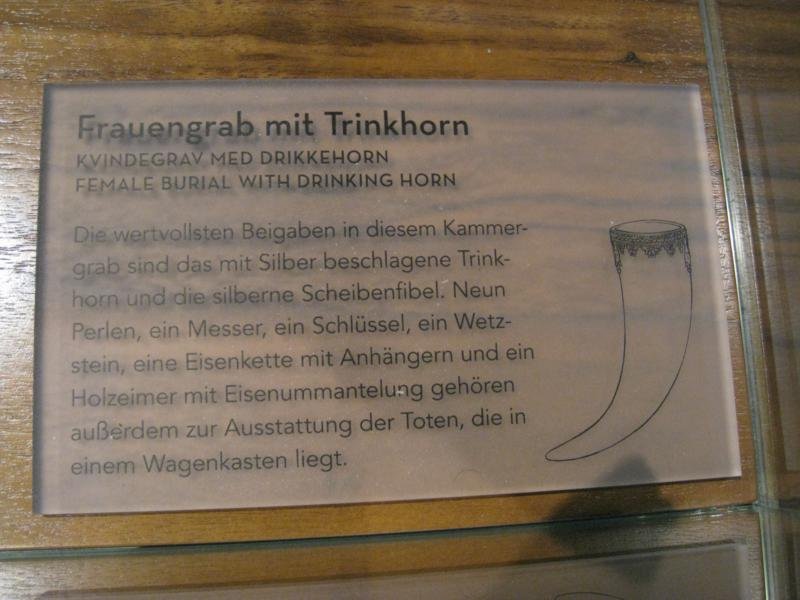 Frauengrab mit Trinkhorn
KVINDEGRAV MED DRIKKEHORN
FEMALE BURIAL WITH DRINKING HORN
Die wertvollsten Beigaben in diesem Kammer-
grab sind das mit Silber beschlagene Trink-
horn und die silberne Scheibenfibel. Neun
Perlen, ein Messer, ein Schlüssel, ein Wetz-
stein, eine Eisenkette mit Anhängern und ein
Holzeimer mit Eisenummantelung gehören
außerdem zur Ausstattung der Toten, die in
einem Wagenkasten liegt.